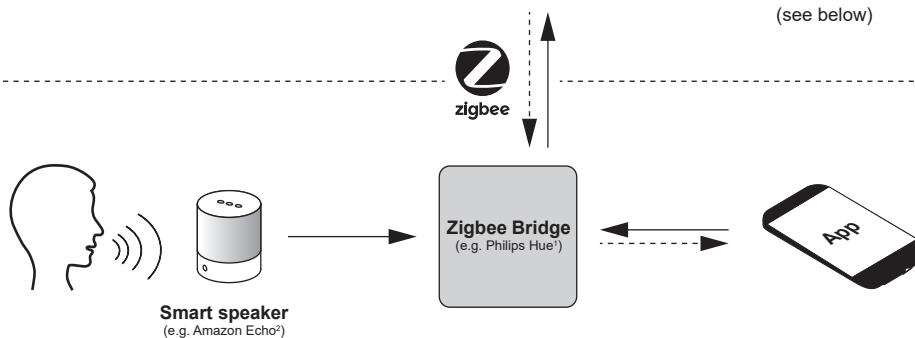 (see below)
zigbee
Zigbee Bridge
(e.g. Philips Hue¹)
App
Smart speaker
(e.g. Amazon Echo²)